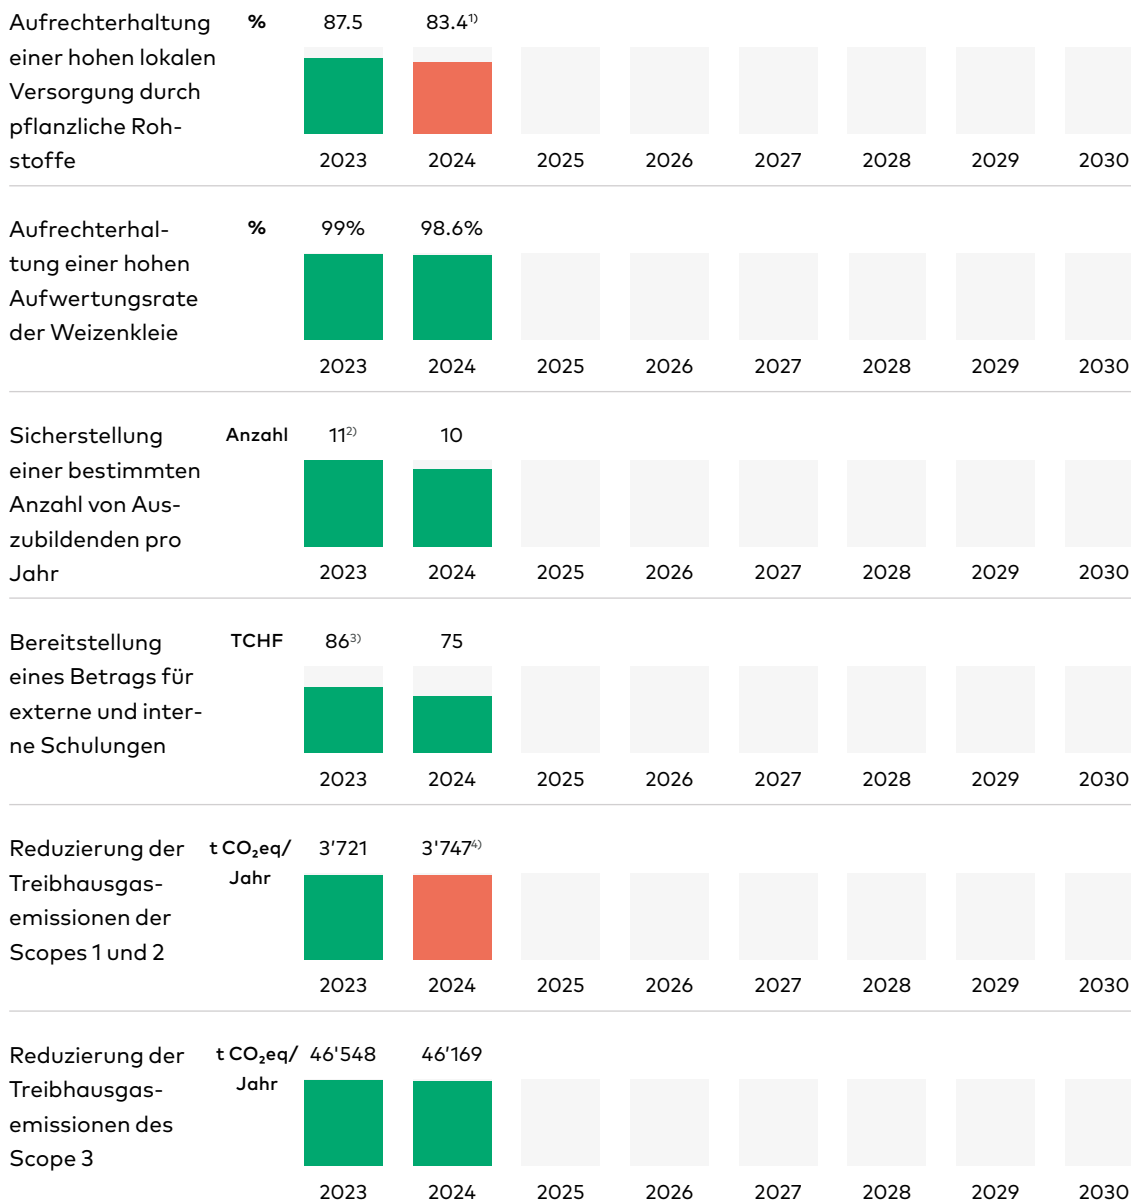 Aufrechterhaltung % 87.5 83.4¹⁾
einer hohen lokalen
Versorgung durch
pflanzliche Roh-
stoffe 2023 2024 2025 2026 2027 2028 2029 2030
Aufrechterhal- % 99% 98.6%
tung einer hohen
Aufwertungsrate
der Weizenkleie
2023 2024 2025 2026 2027 2028 2029 2030
Sicherstellung Anzahl 11²⁾ 10
einer bestimmten
Anzahl von Aus-
zubildenden pro
Jahr 2023 2024 2025 2026 2027 2028 2029 2030
Bereitstellung TCHF 86³⁾ 75
eines Betrags für
externe und inter-
ne Schulungen
2023 2024 2025 2026 2027 2028 2029 2030
Reduzierung der t CO₂eq/ 3’721 3'747⁴⁾
Treibhausgas- Jahr
emissionen der
Scopes 1 und 2
2023 2024 2025 2026 2027 2028 2029 2030
Reduzierung der t CO₂eq/ 46'548 46’169
Treibhausgas- Jahr
emissionen des
Scope 3
2023 2024 2025 2026 2027 2028 2029 2030